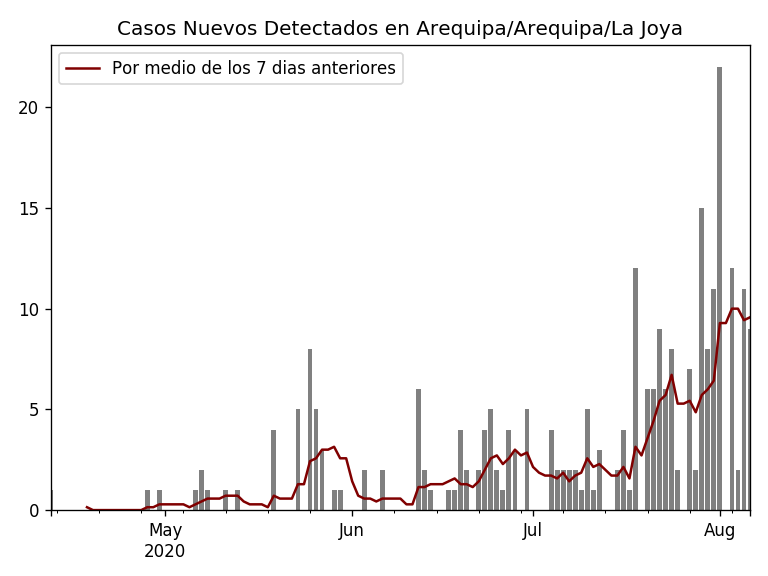 Casos Nuevos Detectados en Arequipa/Arequipa/La Joya
Por medio de los 7 dias anteriores
20
15
10
5
0
May
2020
Jun
Jul
Aug